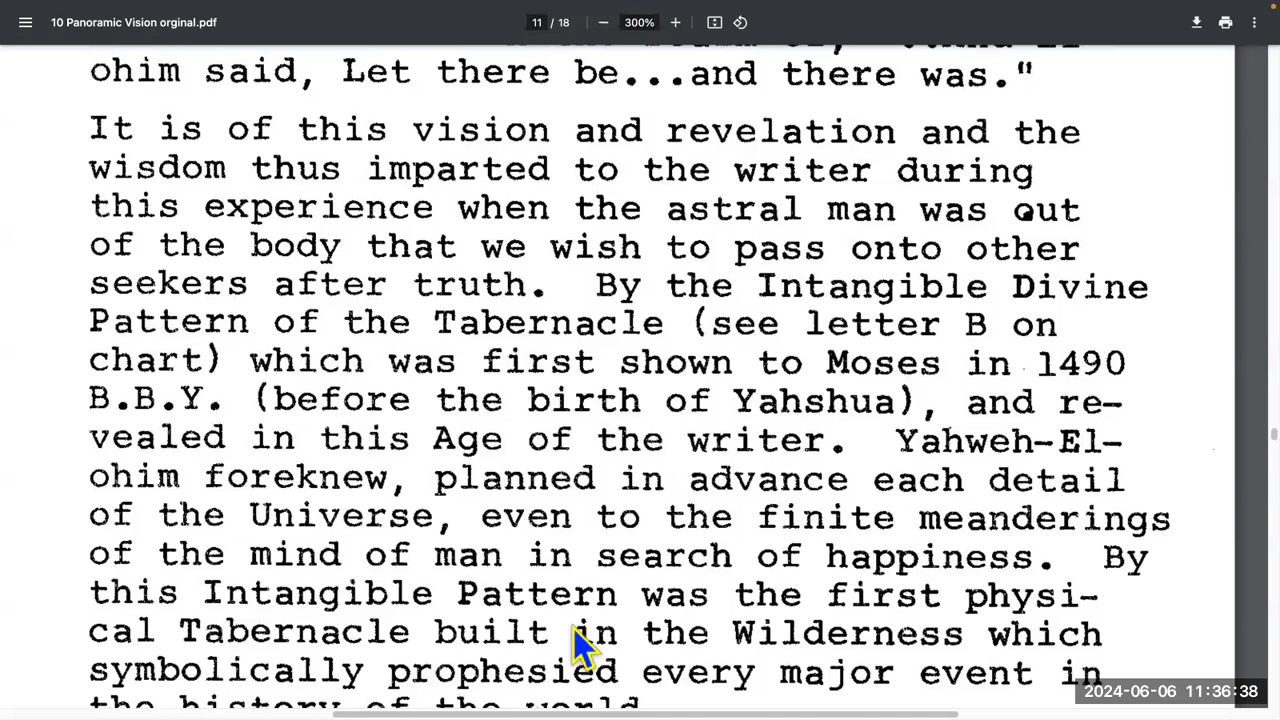 10 Panoramic Vision orginal.pdf
11 / 18
300%
ohim said, Let there be...and there was."
It is of this vision and revelation and the
wisdom thus imparted to the writer during
this experience when the astral man was out
of the body that we wish to pass onto other
seekers after truth. By the Intangible Divine
Pattern of the Tabernacle (see letter B on
chart) which was first shown to Moses in 1490
B.B.Y. (before the birth of Yahshua), and re-
vealed in this Age of the writer. Yahweh-El-
ohim foreknew, planned in advance each detail
of the Universe, even to the finite meanderings
of the mind of man in search of happiness. By
this Intangible Pattern was the first physi-
cal Tabernacle built in the Wilderness which
symbolically prophesied every major event in
the history of the world
2024-06-06 11:36:38